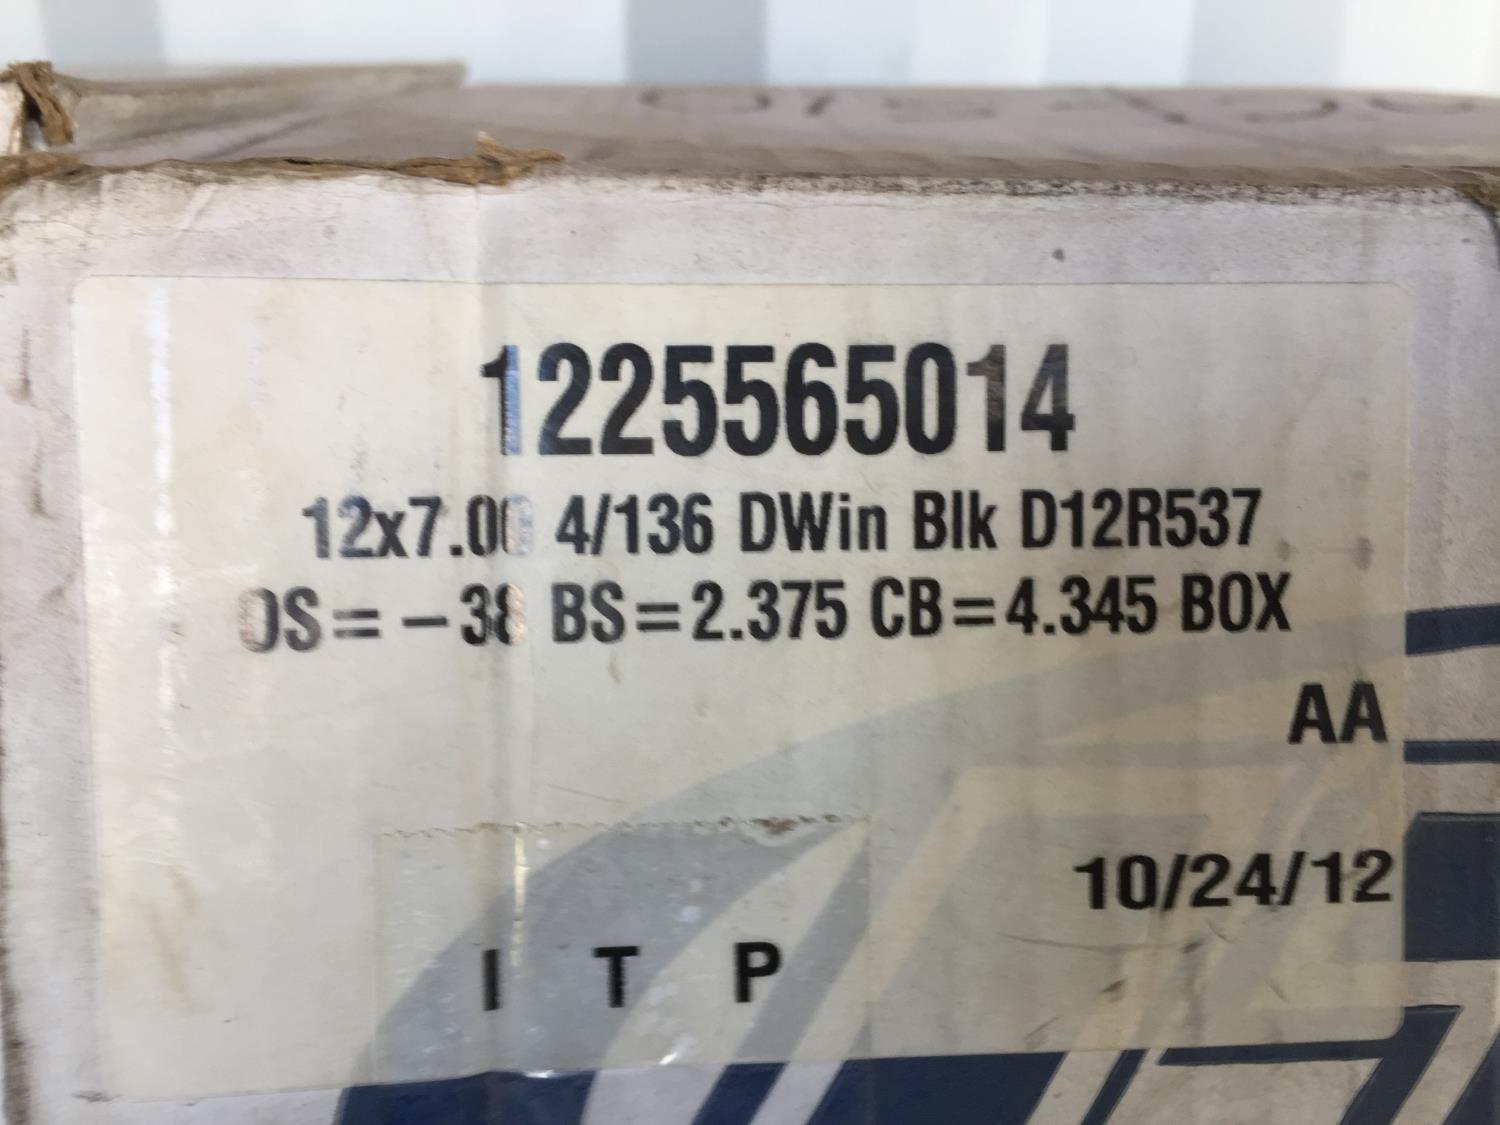 1225565014
12x7.00 4/136 DWin Blk D12R537
OS= -38 BS=2.375 CB=4.345 BOX
AA
10/24/12
I T P